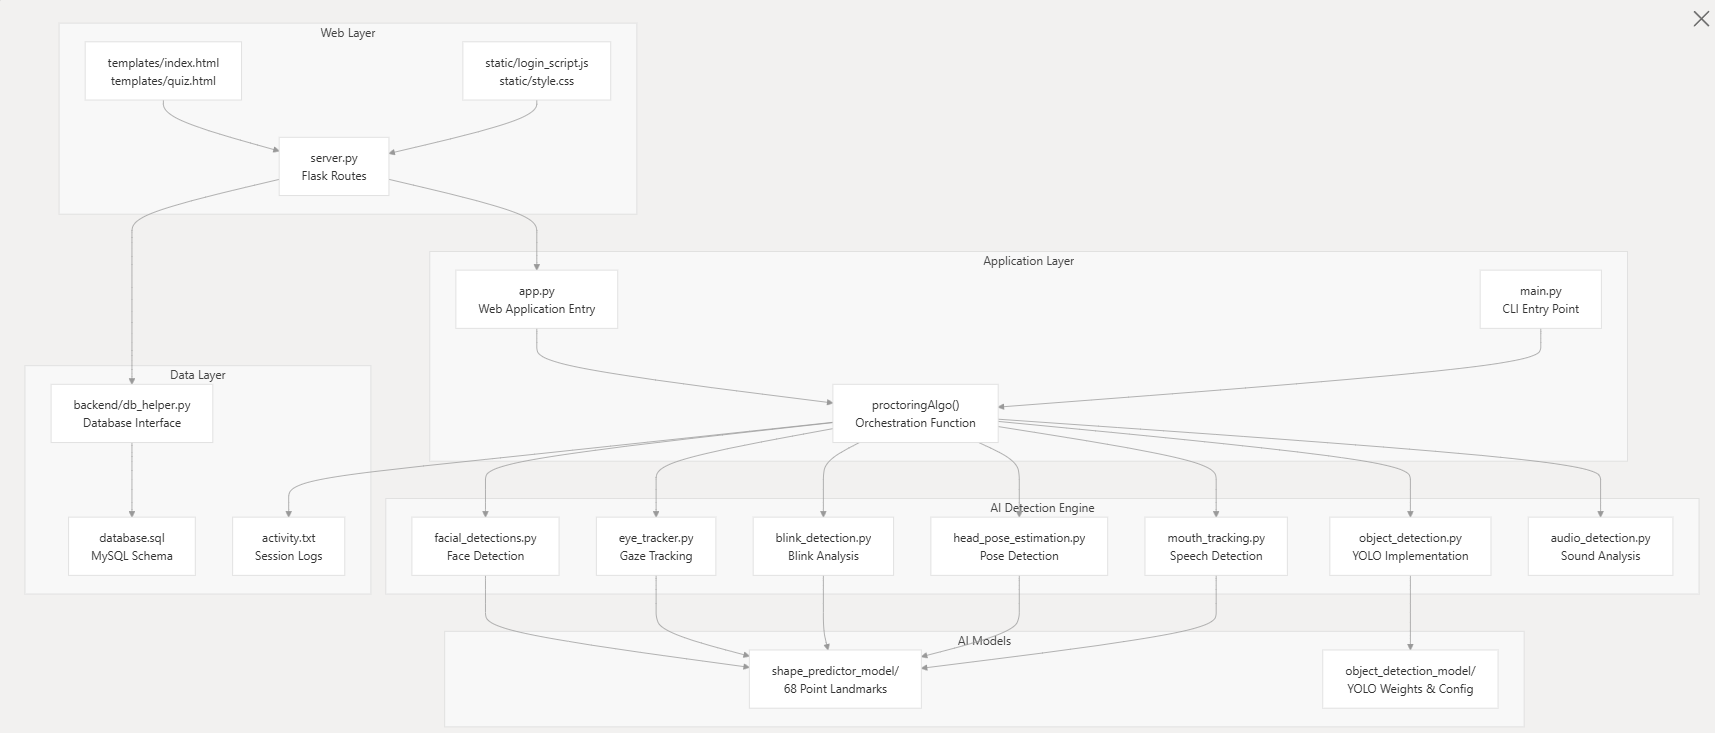 Web Layer
templates/index.html
templates/quiz.html
static/login_script.js
static/style.css
server.py
Flask Routes
Application Layer
app.py
Web Application Entry
main.py
CLI Entry Point
proctoringAlgo()
Orchestration Function
Data Layer
backend/db_helper.py
Database Interface
database.sql
MySQL Schema
activity.txt
Session Logs
AI Detection Engine
facial_detections.py
Face Detection
eye_tracker.py
Gaze Tracking
blink_detection.py
Blink Analysis
head_pose_estimation.py
Pose Detection
mouth_tracking.py
Speech Detection
object_detection.py
YOLO Implementation
audio_detection.py
Sound Analysis
AI Models
shape_predictor_model/
68 Point Landmarks
object_detection_model/
YOLO Weights & Config